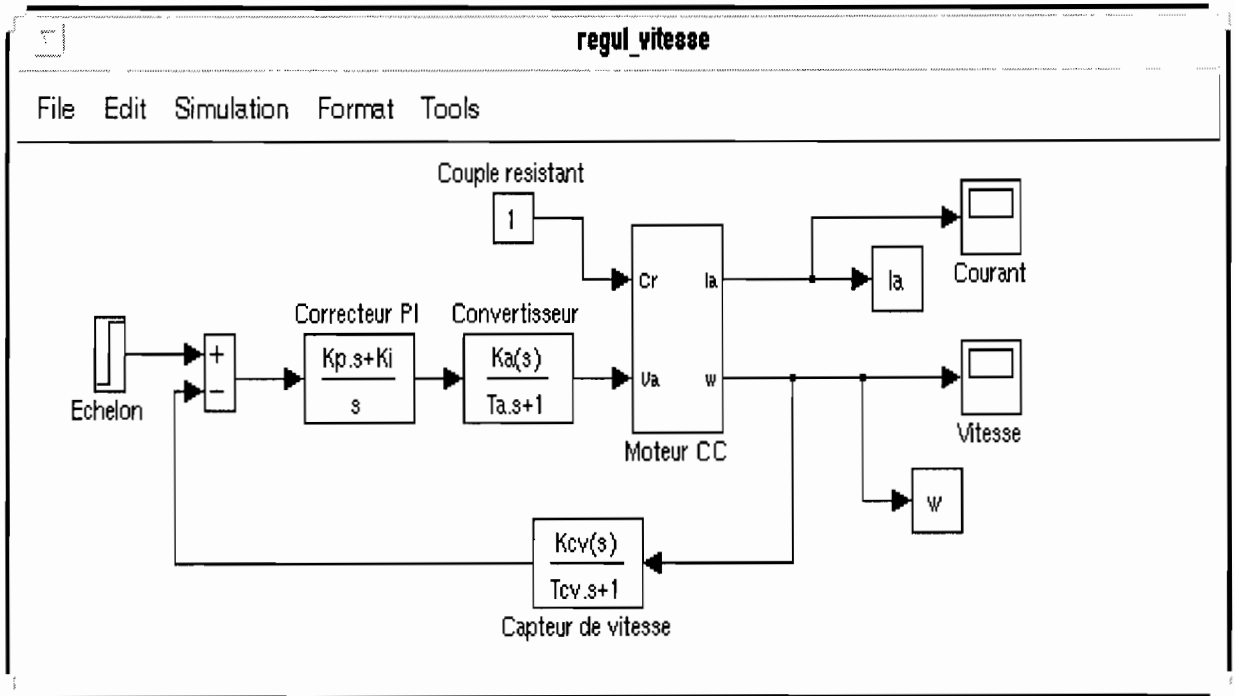 regul_vitesse
File Edit Simulation Format Tools
Couple resistant
1
Cr Ia
Va w
Moteur CC
Courant
Ia
Correcteur PI
Kp.s+Ki
s
Convertisseur
Ka(s)
Ta.s+1
Echelon
+
−
Vitesse
w
Kcv(s)
Tcv.s+1
Capteur de vitesse